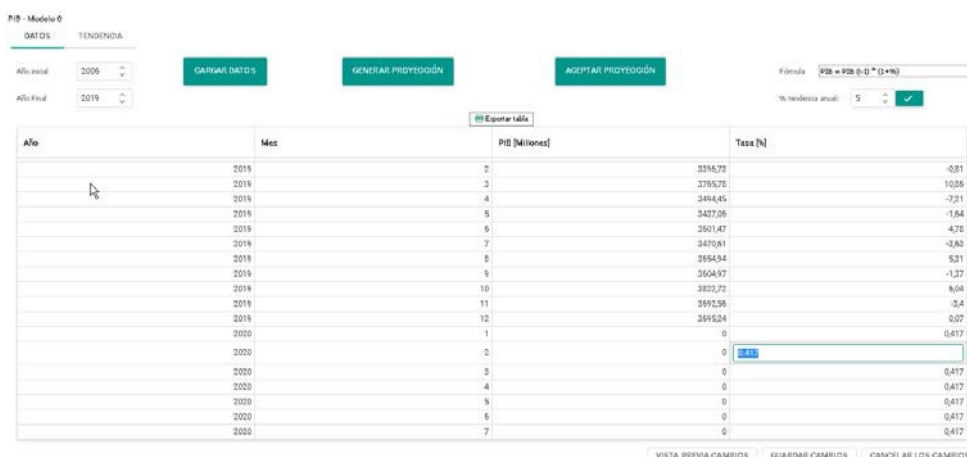 PIB - Modelo 0
DATOS TENDENCIA
Año inicial 2006 CARGAR DATOS GENERAR PROYECCIÓN ACEPTAR PROYECCIÓN Fórmula PIB = PIB (t-1) * (1+%)
Año Final 2019 % tendencia anual: 5
Exportar tabla
Año Mes PIB [Millones] Tasa [%]
2019 2 3396,73 -0,81
2019 3 3765,78 10,86
2019 4 3494,45 -7,21
2019 5 3437,06 -1,64
2019 6 3601,47 4,78
2019 7 3470,61 -3,63
2019 8 3654,94 5,31
2019 9 3604,97 -1,37
2019 10 3822,72 6,04
2019 11 3692,56 -3,4
2019 12 3695,24 0,07
2020 1 0 0,417
2020 2 0 0,417
2020 3 0 0,417
2020 4 0 0,417
2020 5 0 0,417
2020 6 0 0,417
2020 7 0 0,417
VISTA PREVIA CAMBIOS GUARDAR CAMBIOS CANCELAR LOS CAMBIOS